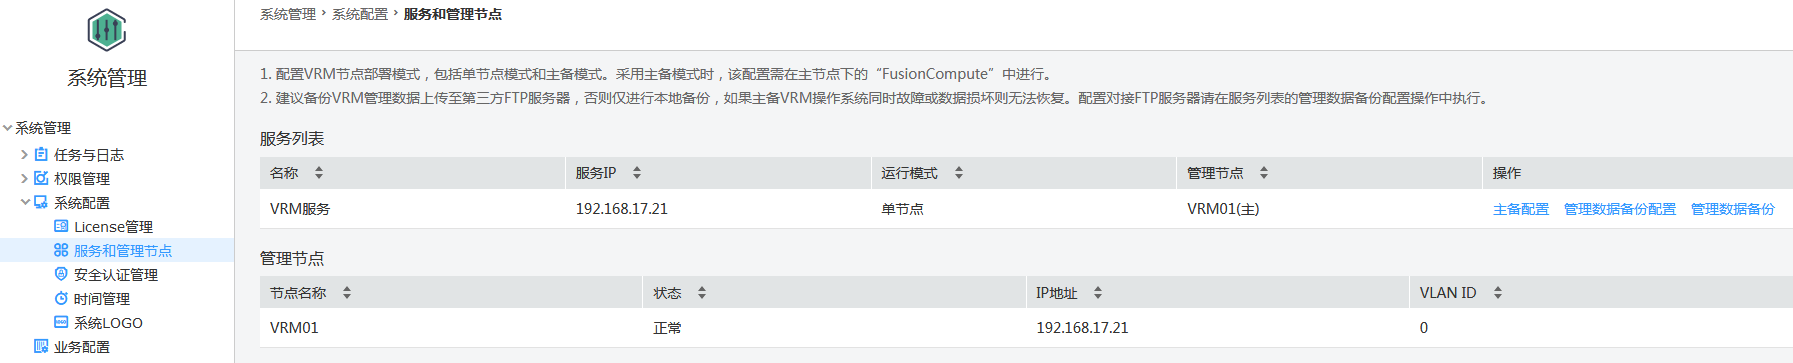 系统管理 > 系统配置 > 服务和管理节点
系统管理
1. 配置VRM节点部署模式，包括单节点模式和主备模式。采用主备模式时，该配置需在主节点下的“FusionCompute”中进行。
2. 建议备份VRM管理数据上传至第三方FTP服务器，否则仅进行本地备份，如果主备VRM操作系统同时故障或数据损坏则无法恢复。配置对接FTP服务器请在服务列表的管理数据备份配置操作中执行。
系统管理
任务与日志
权限管理
系统配置
License管理
服务和管理节点
安全认证管理
时间管理
LOGO 系统LOGO
业务配置
服务列表
名称 服务IP 运行模式 管理节点 操作
VRM服务 192.168.17.21 单节点 VRM01(主) 主备配置 管理数据备份配置 管理数据备份
管理节点
节点名称 状态 IP地址 VLAN ID
VRM01 正常 192.168.17.21 0